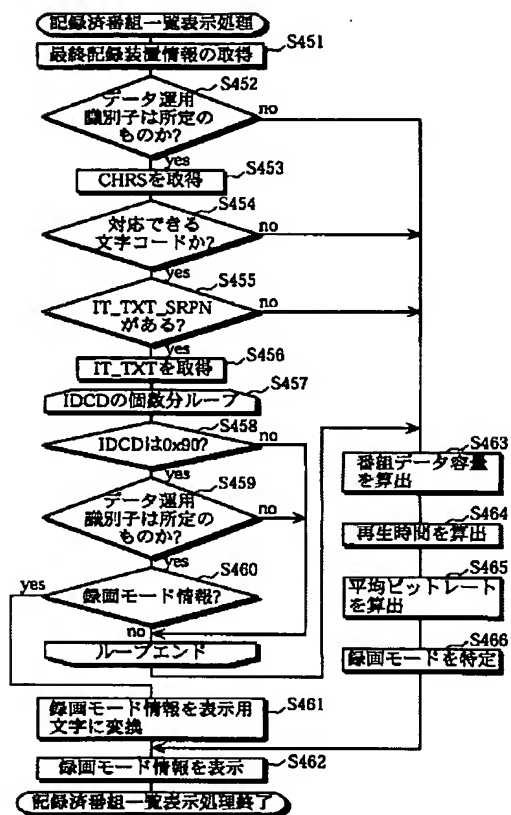 記録済番組一覧表示処理
S451
最終記録装置情報の取得
S452
データ運用
識別子は所定の
ものか?
no
yes
S453
CHRSを取得
S454
対応できる
文字コードか?
no
yes
S455
IT_TXT_SRPN
がある?
no
yes
S456
IT_TXTを取得
S457
IDCDの個数分ループ
S458
IDCDは0x90?
no
yes
S459
データ運用
識別子は所定の
ものか?
no
yes
S460
yes
録画モード情報?
no
ループエンド
S463
番組データ容量
を算出
S464
再生時間を算出
S465
平均ビットレート
を算出
S466
録画モードを特定
S461
録画モード情報を表示用
文字に変換
S462
録画モード情報を表示
記録済番組一覧表示処理終了